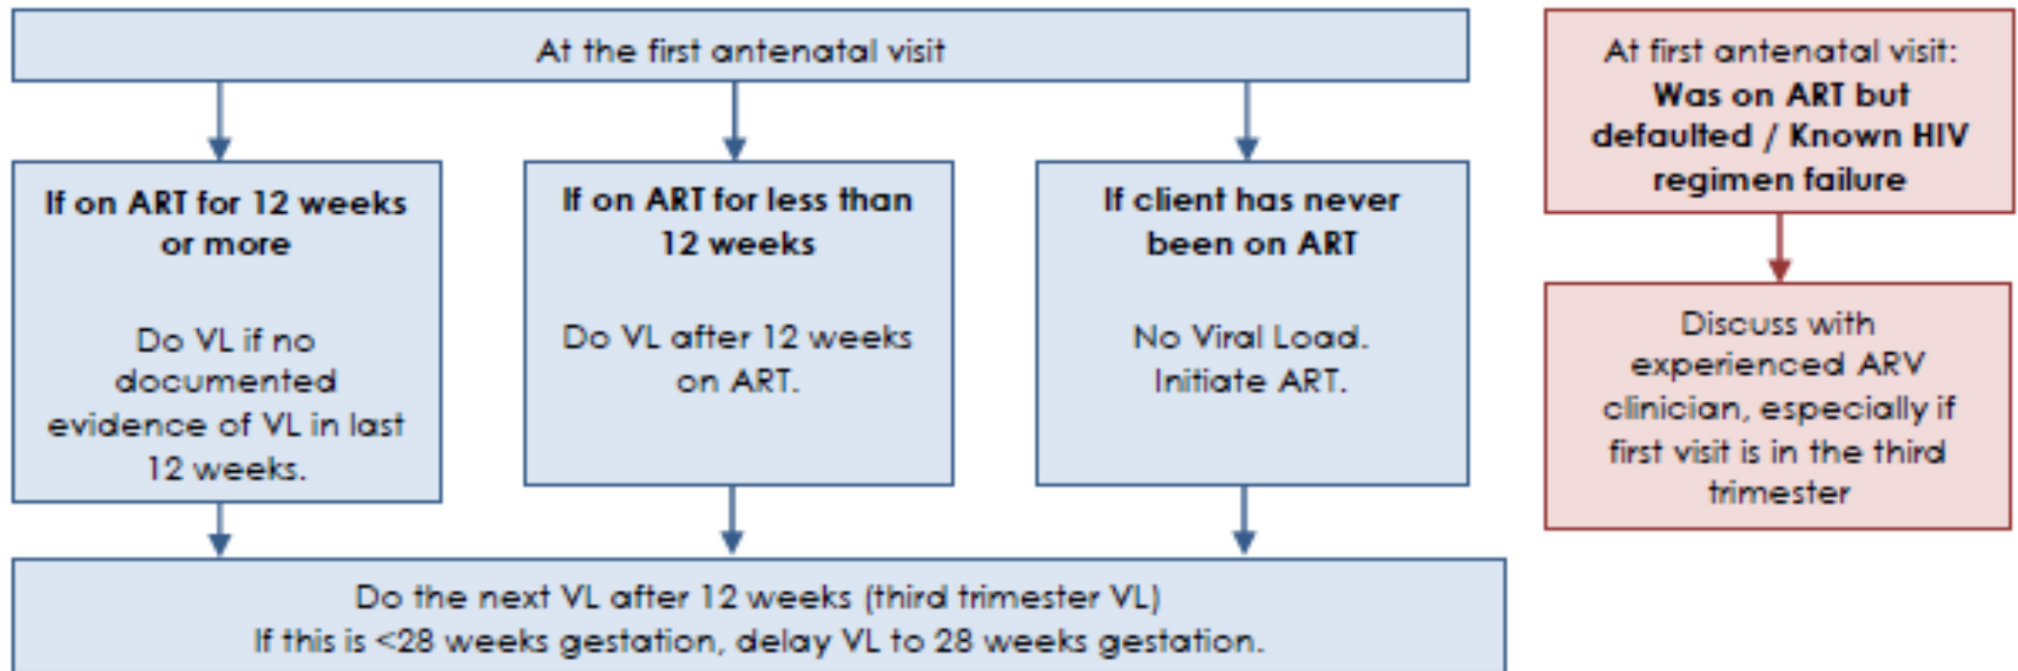 At the first antenatal visit
If on ART for 12 weeks
or more
Do VL if no
documented
evidence of VL in last
12 weeks.
If on ART for less than
12 weeks
Do VL after 12 weeks
on ART.
If client has never
been on ART
No Viral Load.
Initiate ART.
Do the next VL after 12 weeks (third trimester VL)
If this is <28 weeks gestation, delay VL to 28 weeks gestation.
At first antenatal visit:
Was on ART but
defaulted / Known HIV
regimen failure
Discuss with
experienced ARV
clinician, especially if
first visit is in the third
trimester